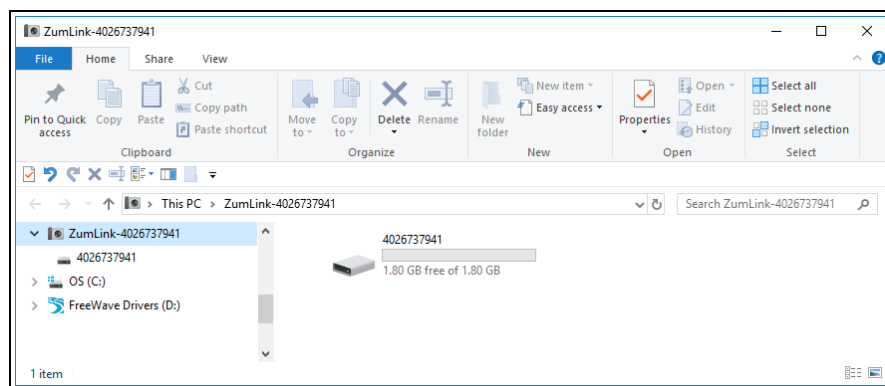 ZumLink-4026737941
File Home Share View
Pin to Quick access
Copy
Paste
Cut
Copy path
Paste shortcut
Clipboard
Move to
Copy to
Delete
Rename
Organize
New folder
New item
Easy access
New
Properties
Open
Edit
History
Open
Select all
Select none
Invert selection
Select
This PC > ZumLink-4026737941
Search ZumLink-4026737941
ZumLink-4026737941
4026737941
OS (C:)
FreeWave Drivers (D:)
4026737941
1.80 GB free of 1.80 GB
1 item